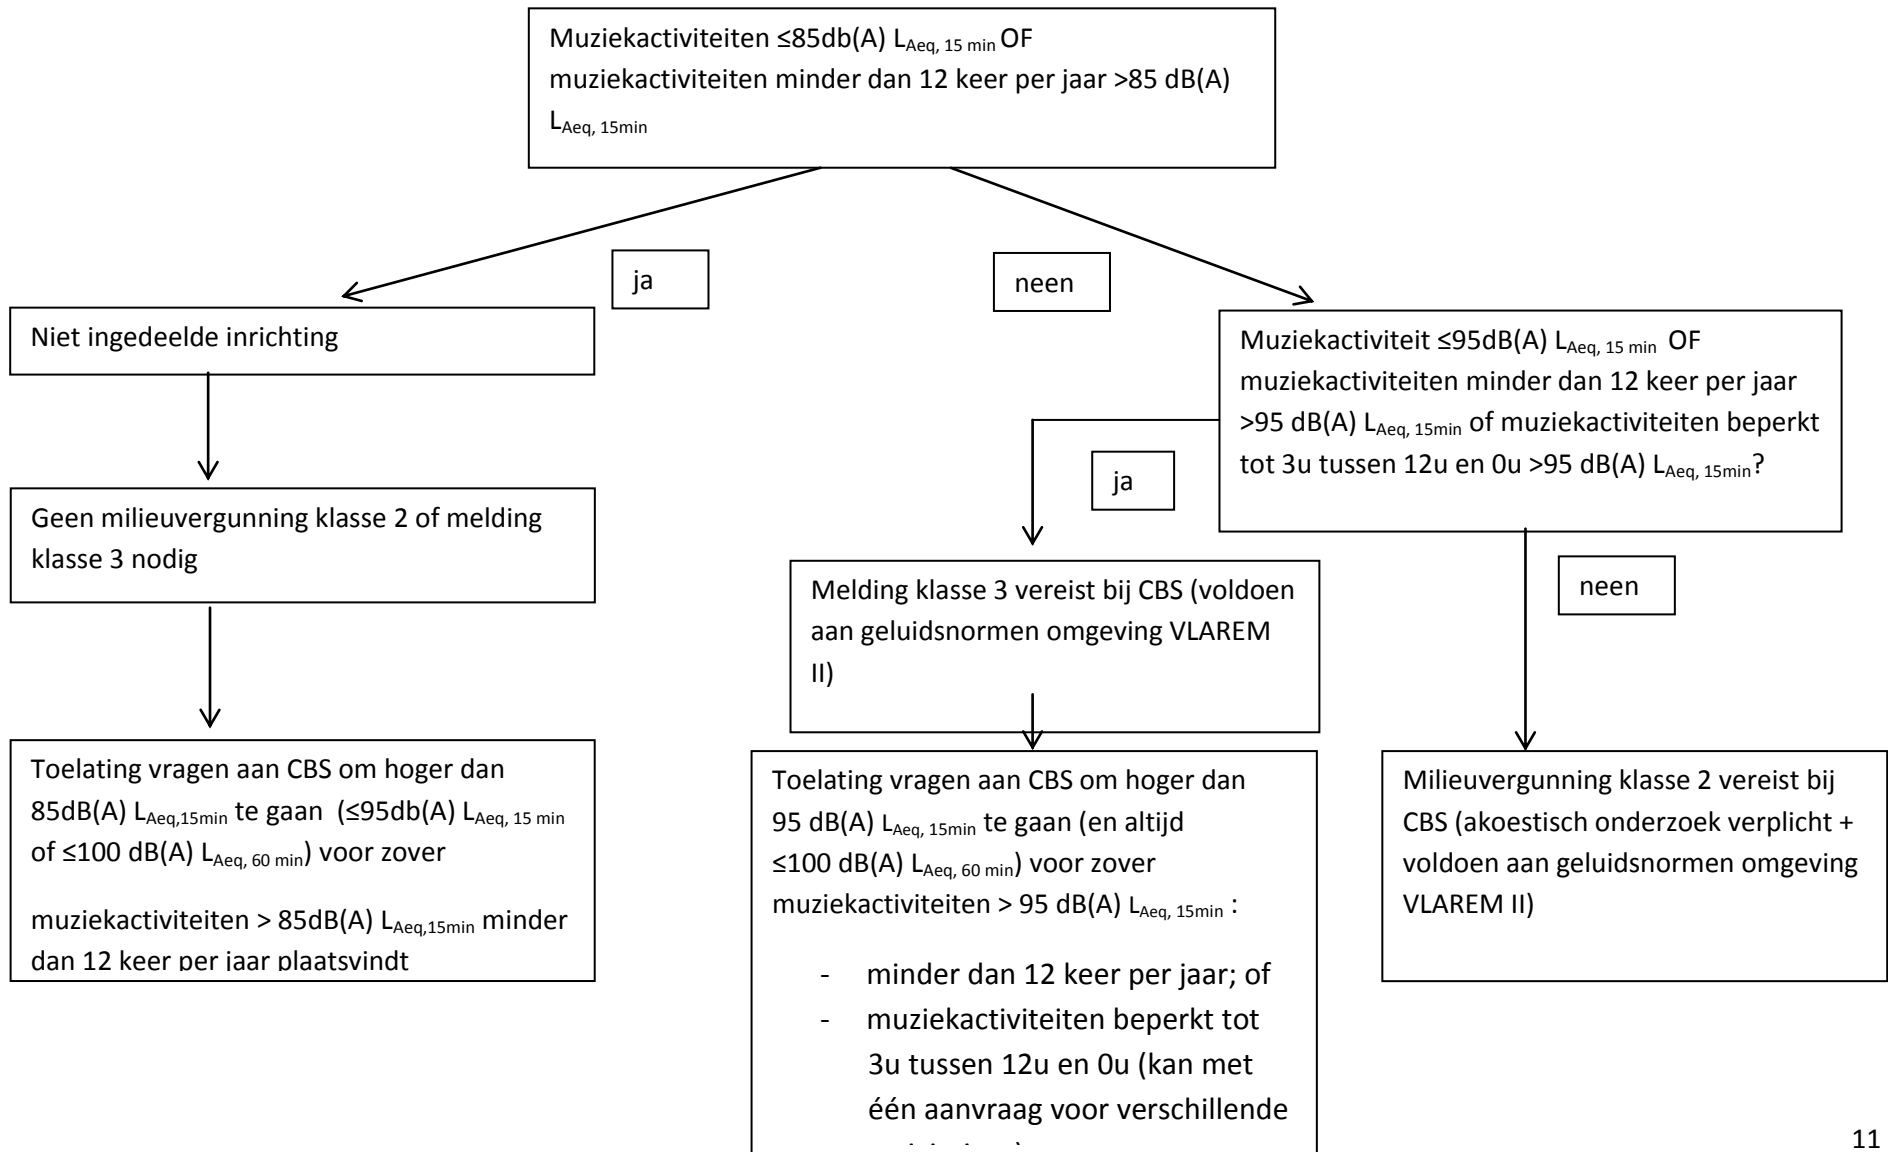 Muziekactiviteiten ≤85db(A) LAeq, 15 min OF
muziekactiviteiten minder dan 12 keer per jaar >85 dB(A)
LAeq, 15min
ja
neen
Niet ingedeelde inrichting
Muziekactiviteit ≤95dB(A) LAeq, 15 min OF
muziekactiviteiten minder dan 12 keer per jaar
>95 dB(A) LAeq, 15min of muziekactiviteiten beperkt
tot 3u tussen 12u en 0u >95 dB(A) LAeq, 15min?
ja
neen
Geen milieuvergunning klasse 2 of melding
klasse 3 nodig
Melding klasse 3 vereist bij CBS (voldoen
aan geluidsnormen omgeving VLAREM
II)
Toelating vragen aan CBS om hoger dan
85dB(A) LAeq,15min te gaan (≤95db(A) LAeq, 15 min
of ≤100 dB(A) LAeq, 60 min) voor zover
muziekactiviteiten > 85dB(A) LAeq,15min minder
dan 12 keer per jaar plaatsvindt
Toelating vragen aan CBS om hoger dan
95 dB(A) LAeq, 15min te gaan (en altijd
≤100 dB(A) LAeq, 60 min) voor zover
muziekactiviteiten > 95 dB(A) LAeq, 15min :
- minder dan 12 keer per jaar; of
- muziekactiviteiten beperkt tot
3u tussen 12u en 0u (kan met
één aanvraag voor verschillende
Milieuvergunning klasse 2 vereist bij
CBS (akoestisch onderzoek verplicht +
voldoen aan geluidsnormen omgeving
VLAREM II)
11